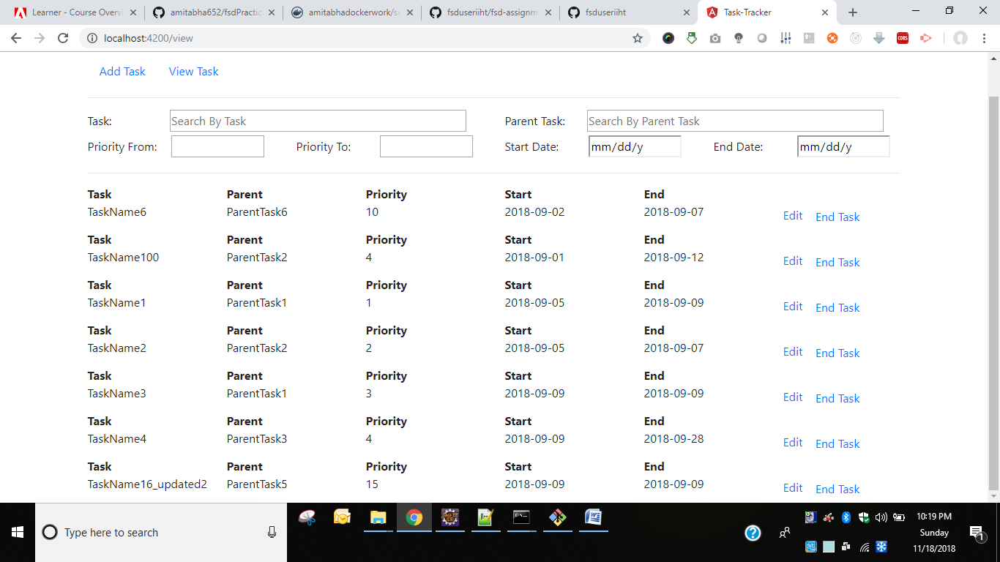 Learner - Course Overv
amitabha652/fsdPractic
amitabhadockerwork/s
fsduseriiht/fsd-assignm
fsduseriiht
Task-Tracker
localhost:4200/view
CORS
Add Task View Task
Task: Search By Task Parent Task: Search By Parent Task
Priority From: Priority To: Start Date: mm/dd/y End Date: mm/dd/y
Task Parent Priority Start End
TaskName6 ParentTask6 10 2018-09-02 2018-09-07 Edit End Task
Task Parent Priority Start End
TaskName100 ParentTask2 4 2018-09-01 2018-09-12 Edit End Task
Task Parent Priority Start End
TaskName1 ParentTask1 1 2018-09-05 2018-09-09 Edit End Task
Task Parent Priority Start End
TaskName2 ParentTask2 2 2018-09-05 2018-09-07 Edit End Task
Task Parent Priority Start End
TaskName3 ParentTask1 3 2018-09-09 2018-09-09 Edit End Task
Task Parent Priority Start End
TaskName4 ParentTask3 4 2018-09-09 2018-09-28 Edit End Task
Task Parent Priority Start End
TaskName16_updated2 ParentTask5 15 2018-09-09 2018-09-09 Edit End Task
Type here to search
10:19 PM
Sunday
11/18/2018
1